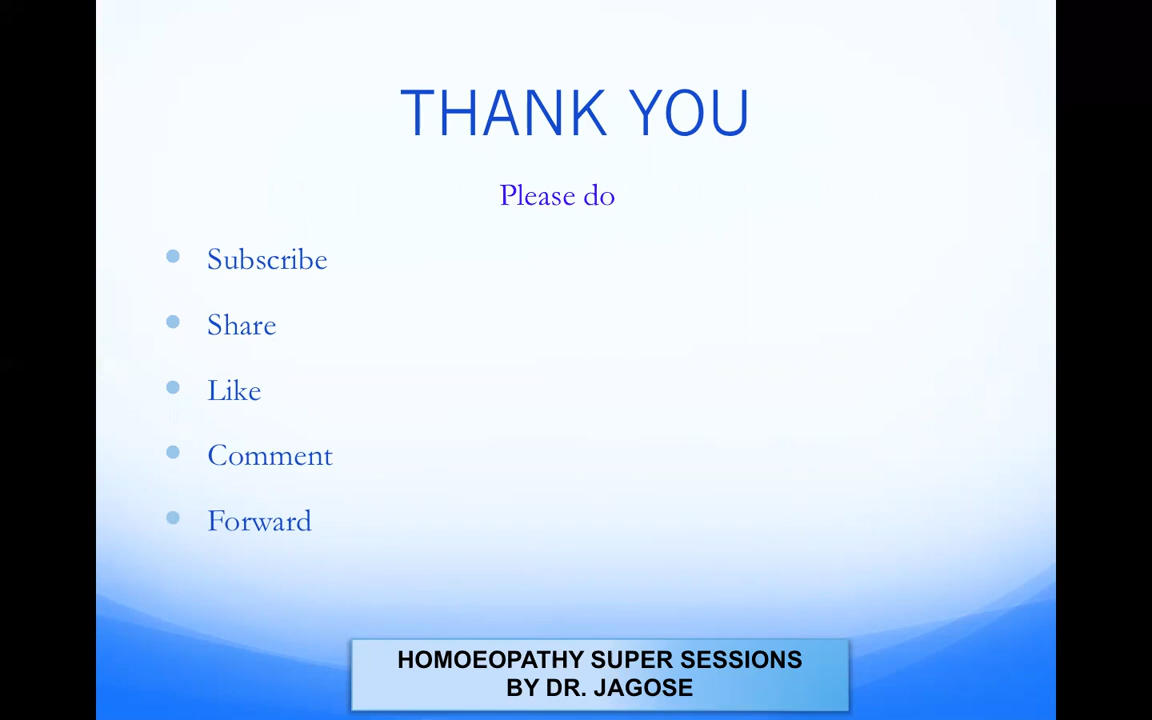 THANK YOU
Please do
Subscribe
Share
Like
Comment
Forward
HOMOEOPATHY SUPER SESSIONS
BY DR. JAGOSE